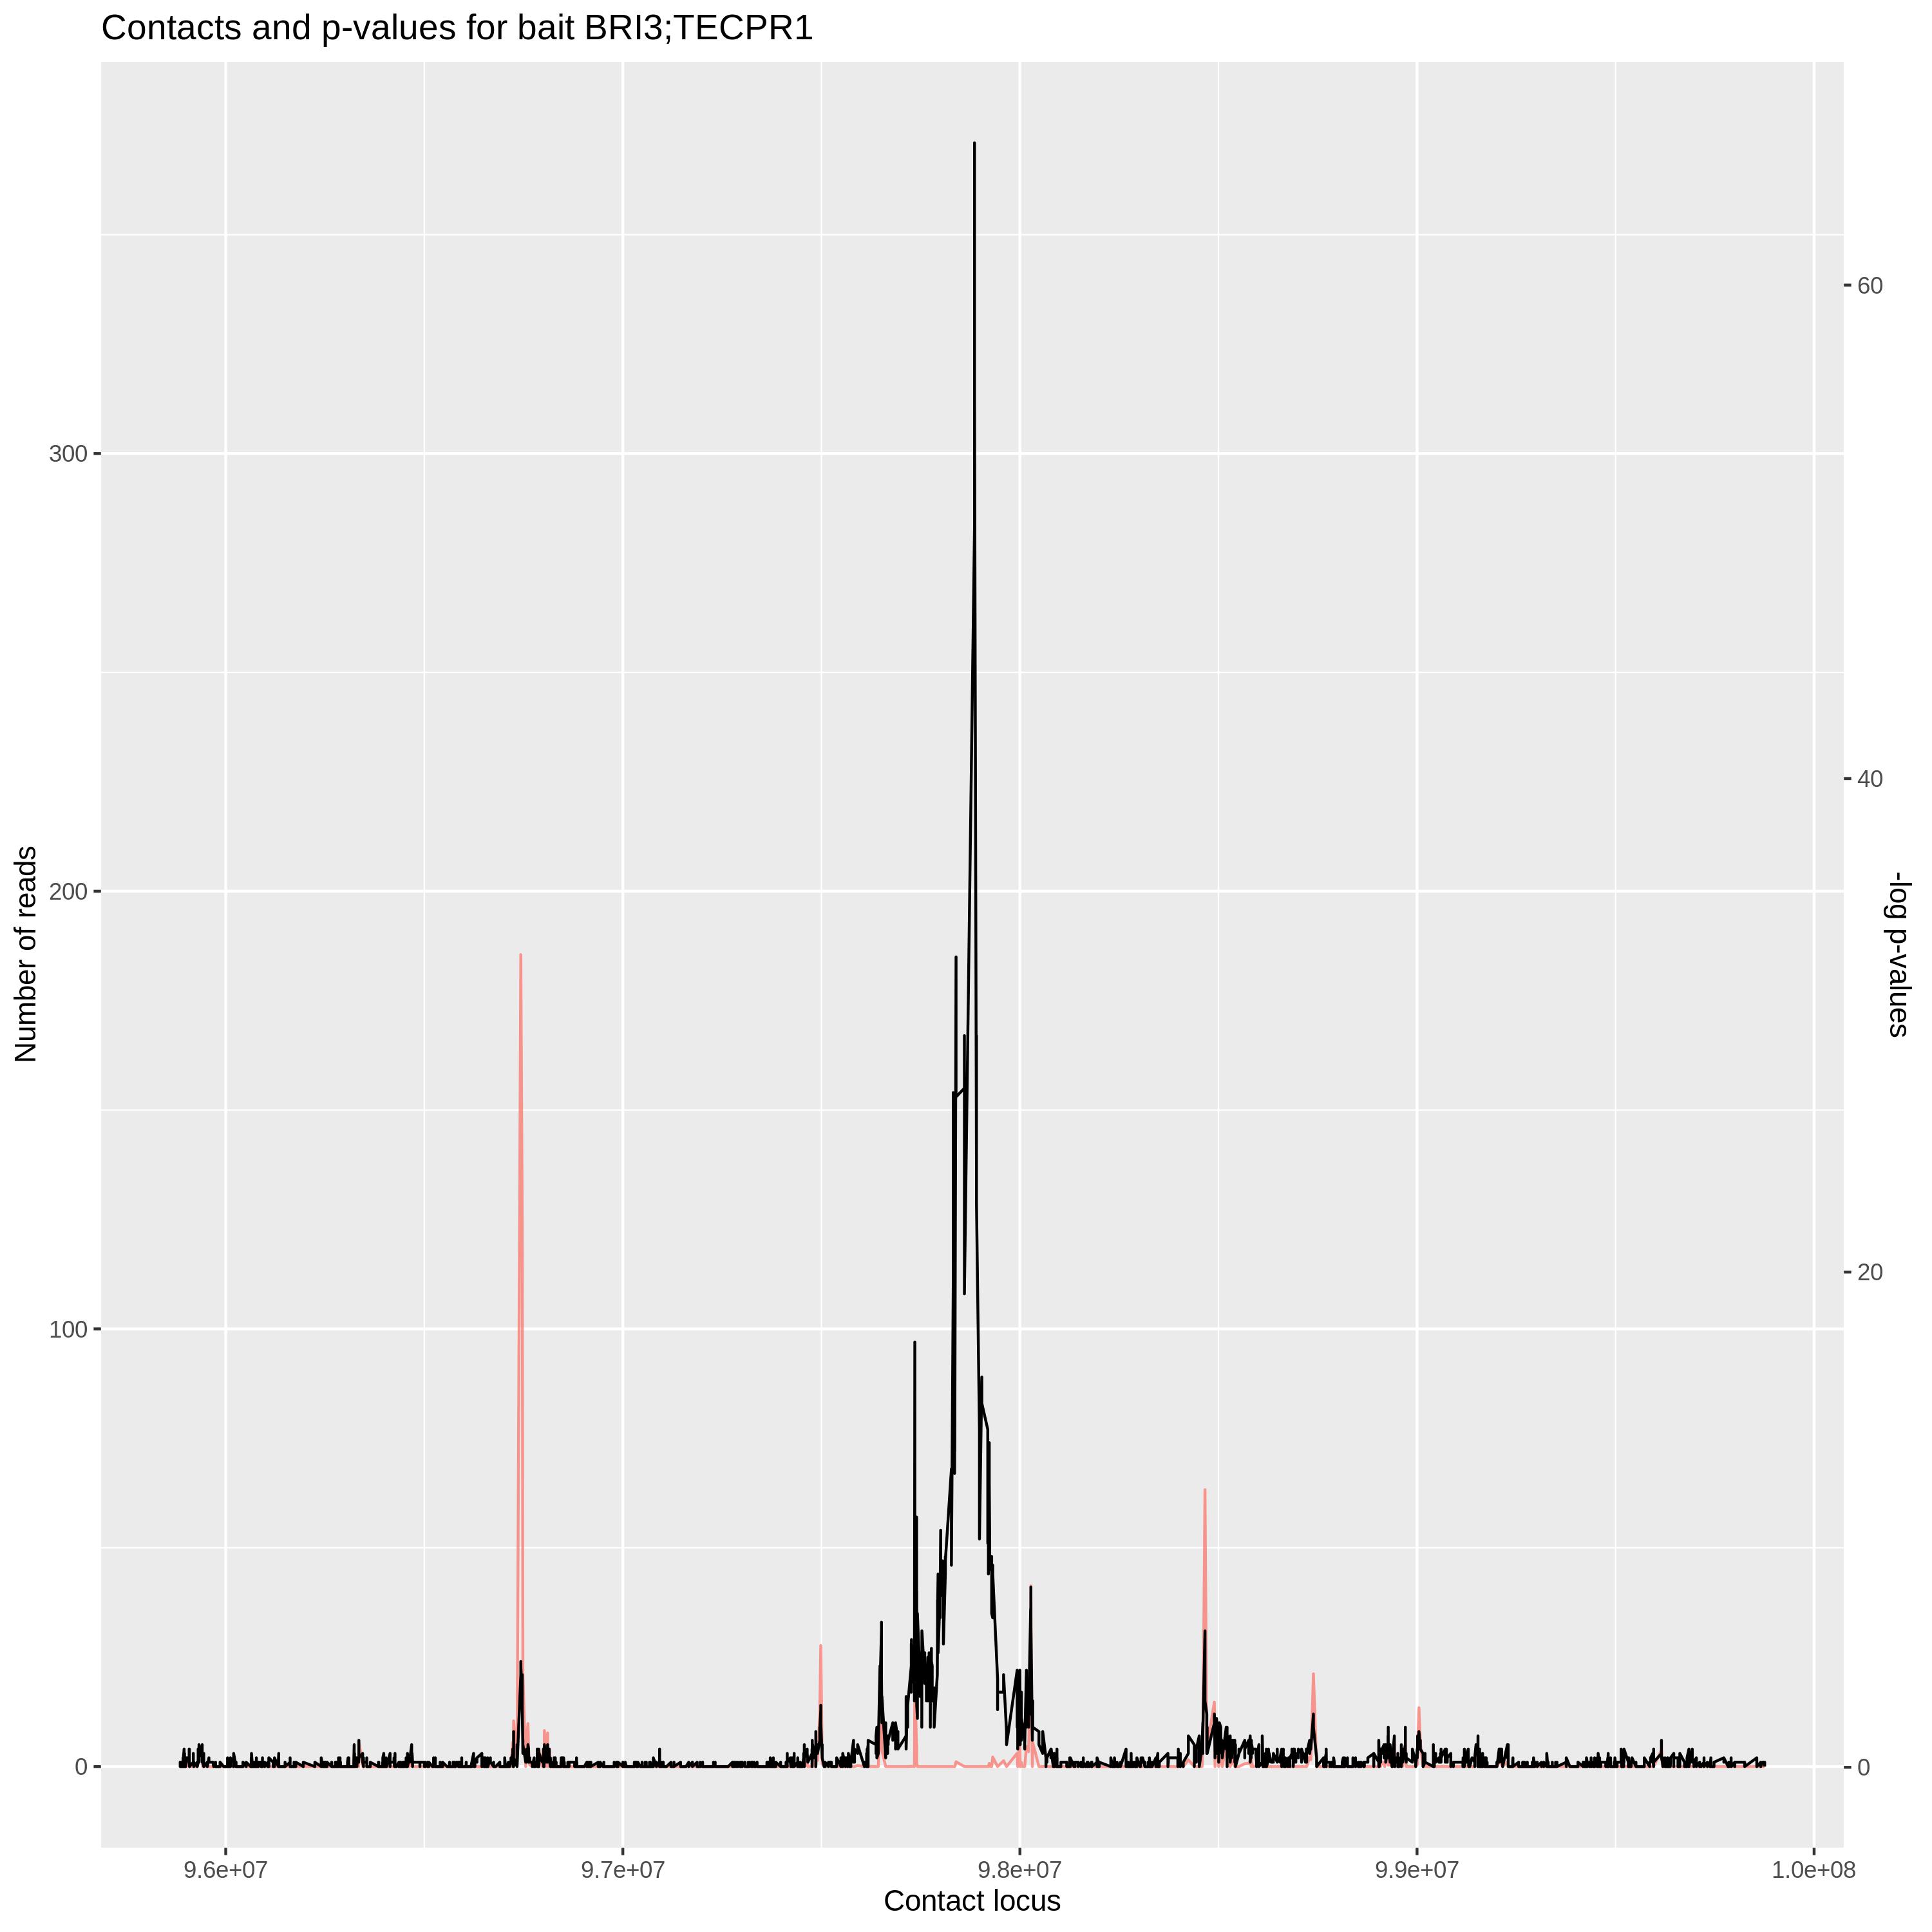 Contacts and p-values for bait BRI3;TECPR1
Number of reads
300
200
100
0
60
40
20
0
-log p-values
9.6e+07
9.7e+07
9.8e+07
9.9e+07
1.0e+08
Contact locus